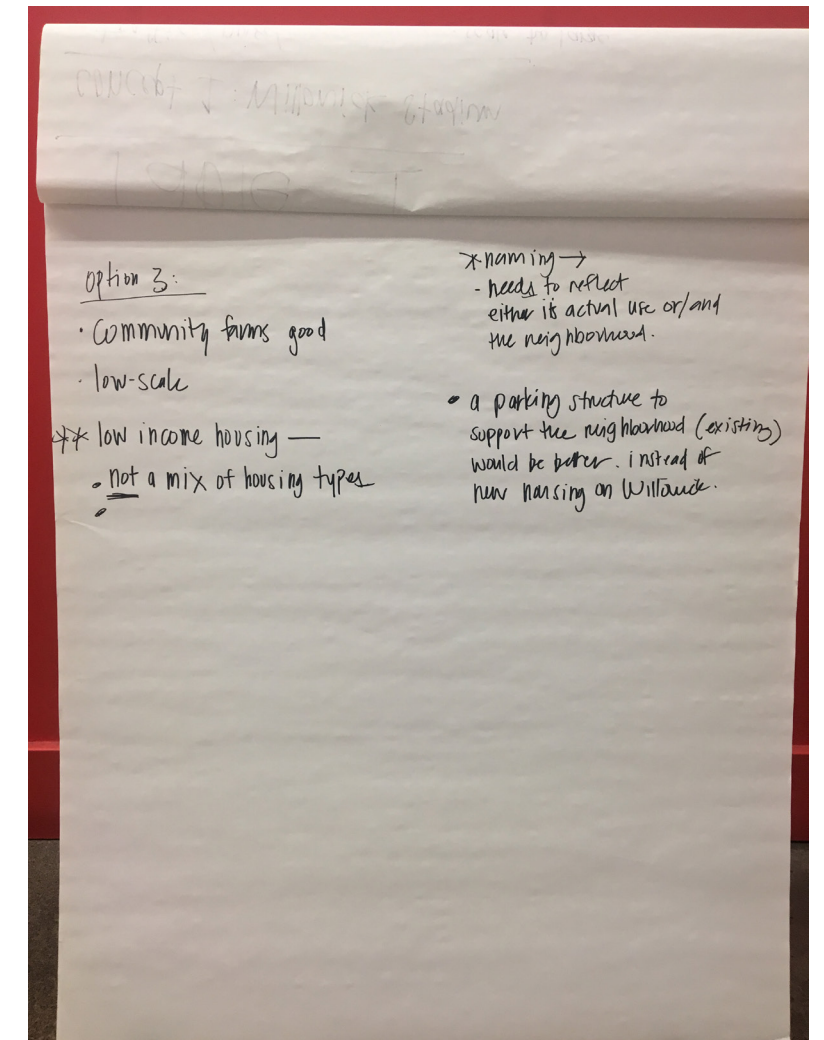 option 3:
• Community farms good
• low-scale
** low income housing —
• not a mix of housing types
•
*naming →
- needs to reflect
either its actual use or/and
the neighborhood.
• a parking structure to
support the neighborhood (existing)
would be better. instead of
new housing on Willowick.